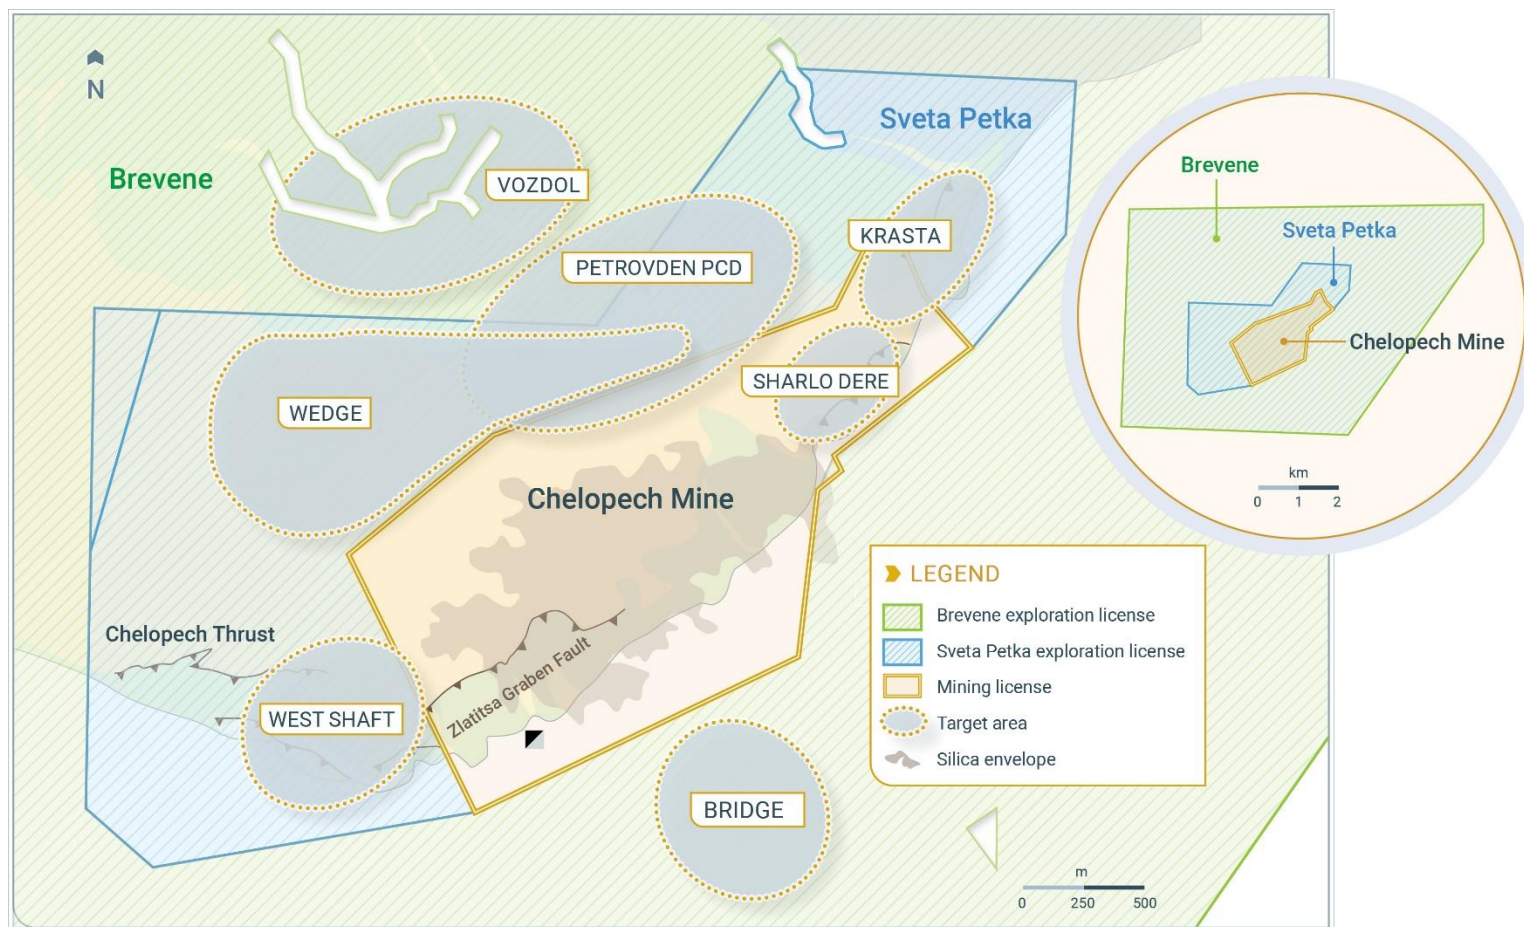 N
Brevene
VOZDOL
Sveta Petka
KRASTA
PETROVDEN PCD
WEDGE
SHARLO DERE
Chelopech Mine
Chelopech Thrust
WEST SHAFT
Zlatitsa Graben Fault
BRIDGE
Brevene
Sveta Petka
Chelopech Mine
km
0 1 2
LEGEND
Brevene exploration license
Sveta Petka exploration license
Mining license
Target area
Silica envelope
m
0 250 500